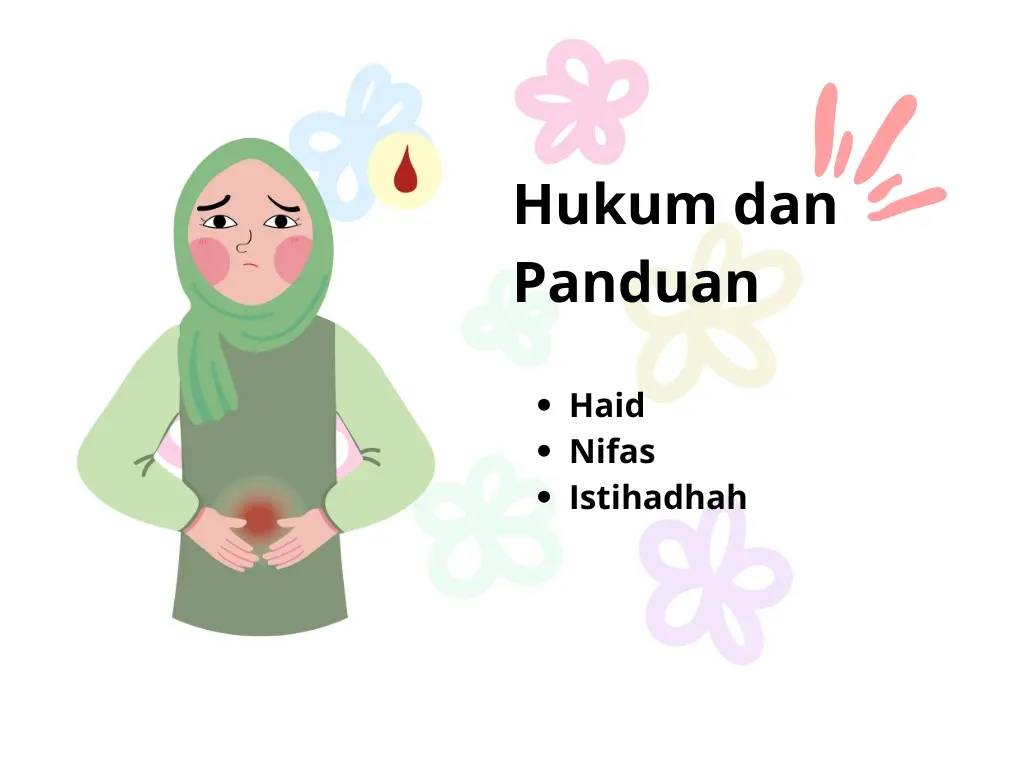 Hukum dan
Panduan
• Haid
• Nifas
• Istihadhah